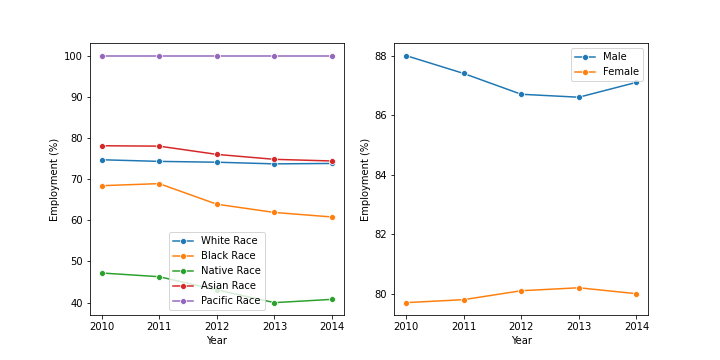 100
90
80
70
60
50
40
Employment (%)
2010 2011 2012 2013 2014
Year
White Race
Black Race
Native Race
Asian Race
Pacific Race
88
86
84
82
80
Employment (%)
2010 2011 2012 2013 2014
Year
Male
Female